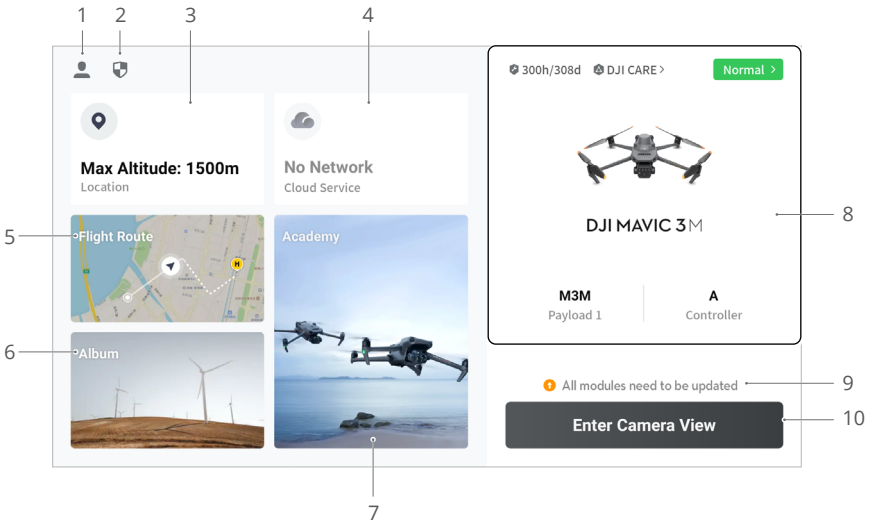 1
2
3
4
300h/308d
DJI CARE >
Normal >
Max Altitude: 1500m
Location
No Network
Cloud Service
DJI MAVIC 3M
M3M
Payload 1
A
Controller
8
5
Flight Route
H
Academy
6
Album
All modules need to be updated
9
Enter Camera View
10
7